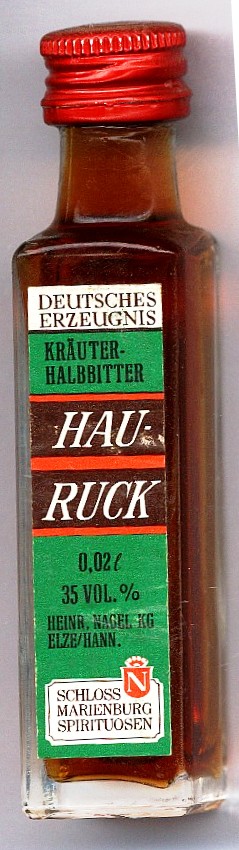 DEUTSCHES
ERZEUGNIS
KRÄUTER-
HALBBITTER
HAU-
RUCK
0,02 l
35 VOL. %
HEINR. NAGEL KG
ELZE/HANN.
N
SCHLOSS
MARIENBURG
SPIRITUOSEN